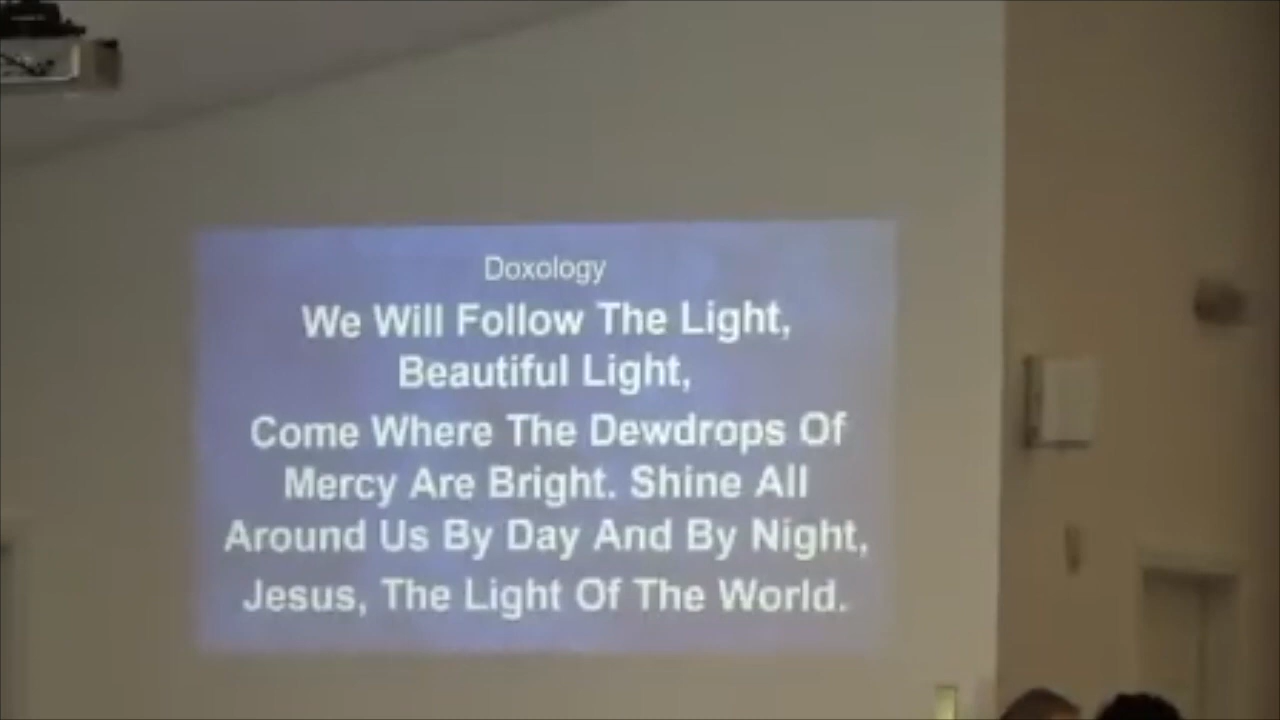 Doxology
We Will Follow The Light,
Beautiful Light,
Come Where The Dewdrops Of
Mercy Are Bright. Shine All
Around Us By Day And By Night,
Jesus, The Light Of The World.